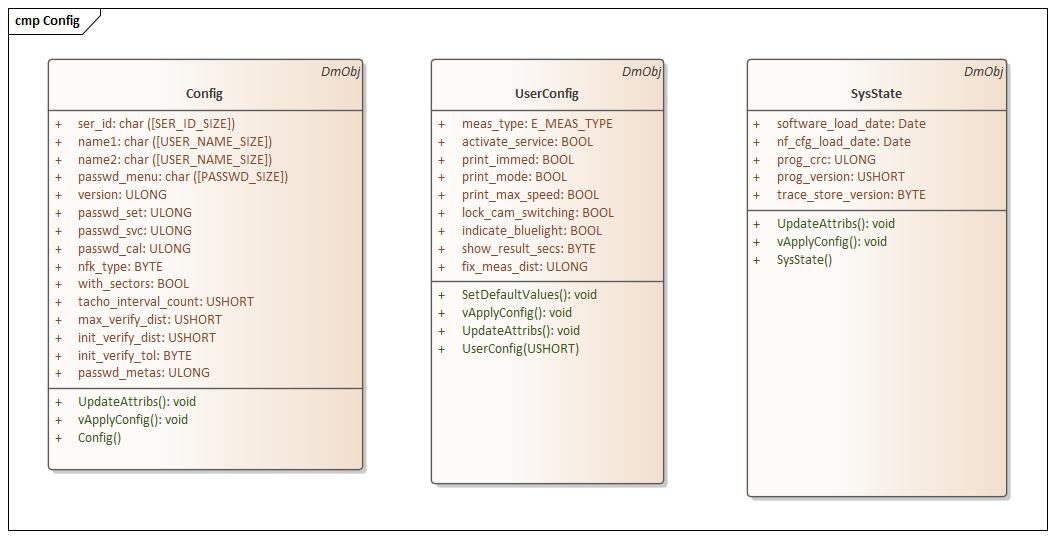 cmp Config
DmObj
Config
+ ser_id: char ([SER_ID_SIZE])
+ name1: char ([USER_NAME_SIZE])
+ name2: char ([USER_NAME_SIZE])
+ passwd_menu: char ([PASSWD_SIZE])
+ version: ULONG
+ passwd_set: ULONG
+ passwd_svc: ULONG
+ passwd_cal: ULONG
+ nfk_type: BYTE
+ with_sectors: BOOL
+ tacho_interval_count: USHORT
+ max_verify_dist: USHORT
+ init_verify_dist: USHORT
+ init_verify_tol: BYTE
+ passwd_metas: ULONG
+ UpdateAttribs(): void
+ vApplyConfig(): void
+ Config()
DmObj
UserConfig
+ meas_type: E_MEAS_TYPE
+ activate_service: BOOL
+ print_immed: BOOL
+ print_mode: BOOL
+ print_max_speed: BOOL
+ lock_cam_switching: BOOL
+ indicate_bluelight: BOOL
+ show_result_secs: BYTE
+ fix_meas_dist: ULONG
+ SetDefaultValues(): void
+ vApplyConfig(): void
+ UpdateAttribs(): void
+ UserConfig(USHORT)
DmObj
SysState
+ software_load_date: Date
+ nf_cfg_load_date: Date
+ prog_crc: ULONG
+ prog_version: USHORT
+ trace_store_version: BYTE
+ UpdateAttribs(): void
+ vApplyConfig(): void
+ SysState()